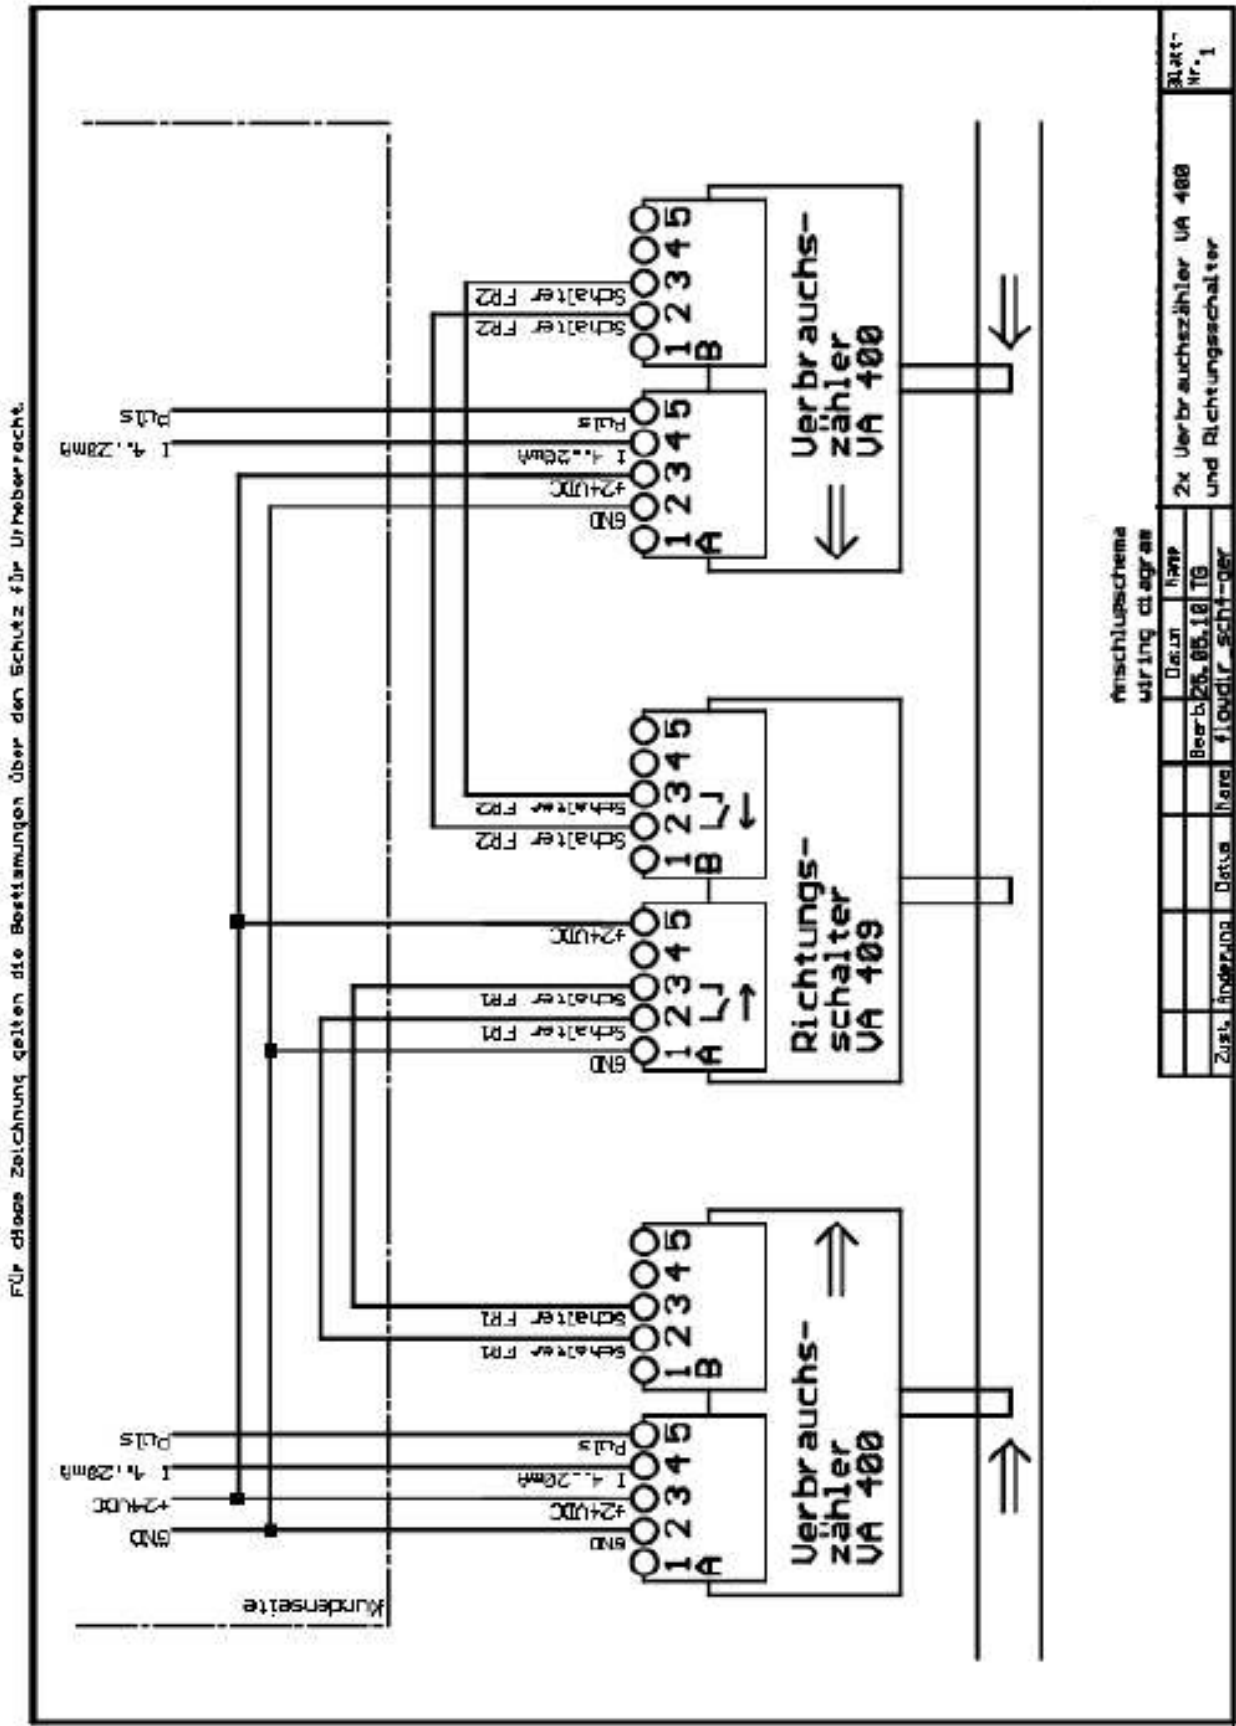 Für diese Zeichnung gelten die Bestimmungen über den Schutz für Urheberrecht.
Kundenseite
GND
+24VDC
I 4..20mA
Puls
I 4..20mA
Puls
GND
+24VDC
I 4..20mA
Puls
Schalter FR1
Schalter FR1
GND
Schalter FR1
Schalter FR1
+24VDC
Schalter FR2
Schalter FR2
GND
+24VDC
I 4..20mA
Puls
Schalter FR2
Schalter FR2
1 2 3 4 5
A
1 2 3 4 5
B
1 2 3 4 5
A
1 2 3 4 5
B
1 2 3 4 5
A
1 2 3 4 5
B
Verbrauchs-
zähler
VA 400
Richtungs-
schalter
VA 409
Verbrauchs-
zähler
VA 400
Anschlußschema
wiring diagram
Datum Name
Bearb. 26.05.10 TG
Zust. Änderung Datum Name
2x Verbrauchszähler VA 400
und Richtungsschalter
Blatt-
Nr. 1